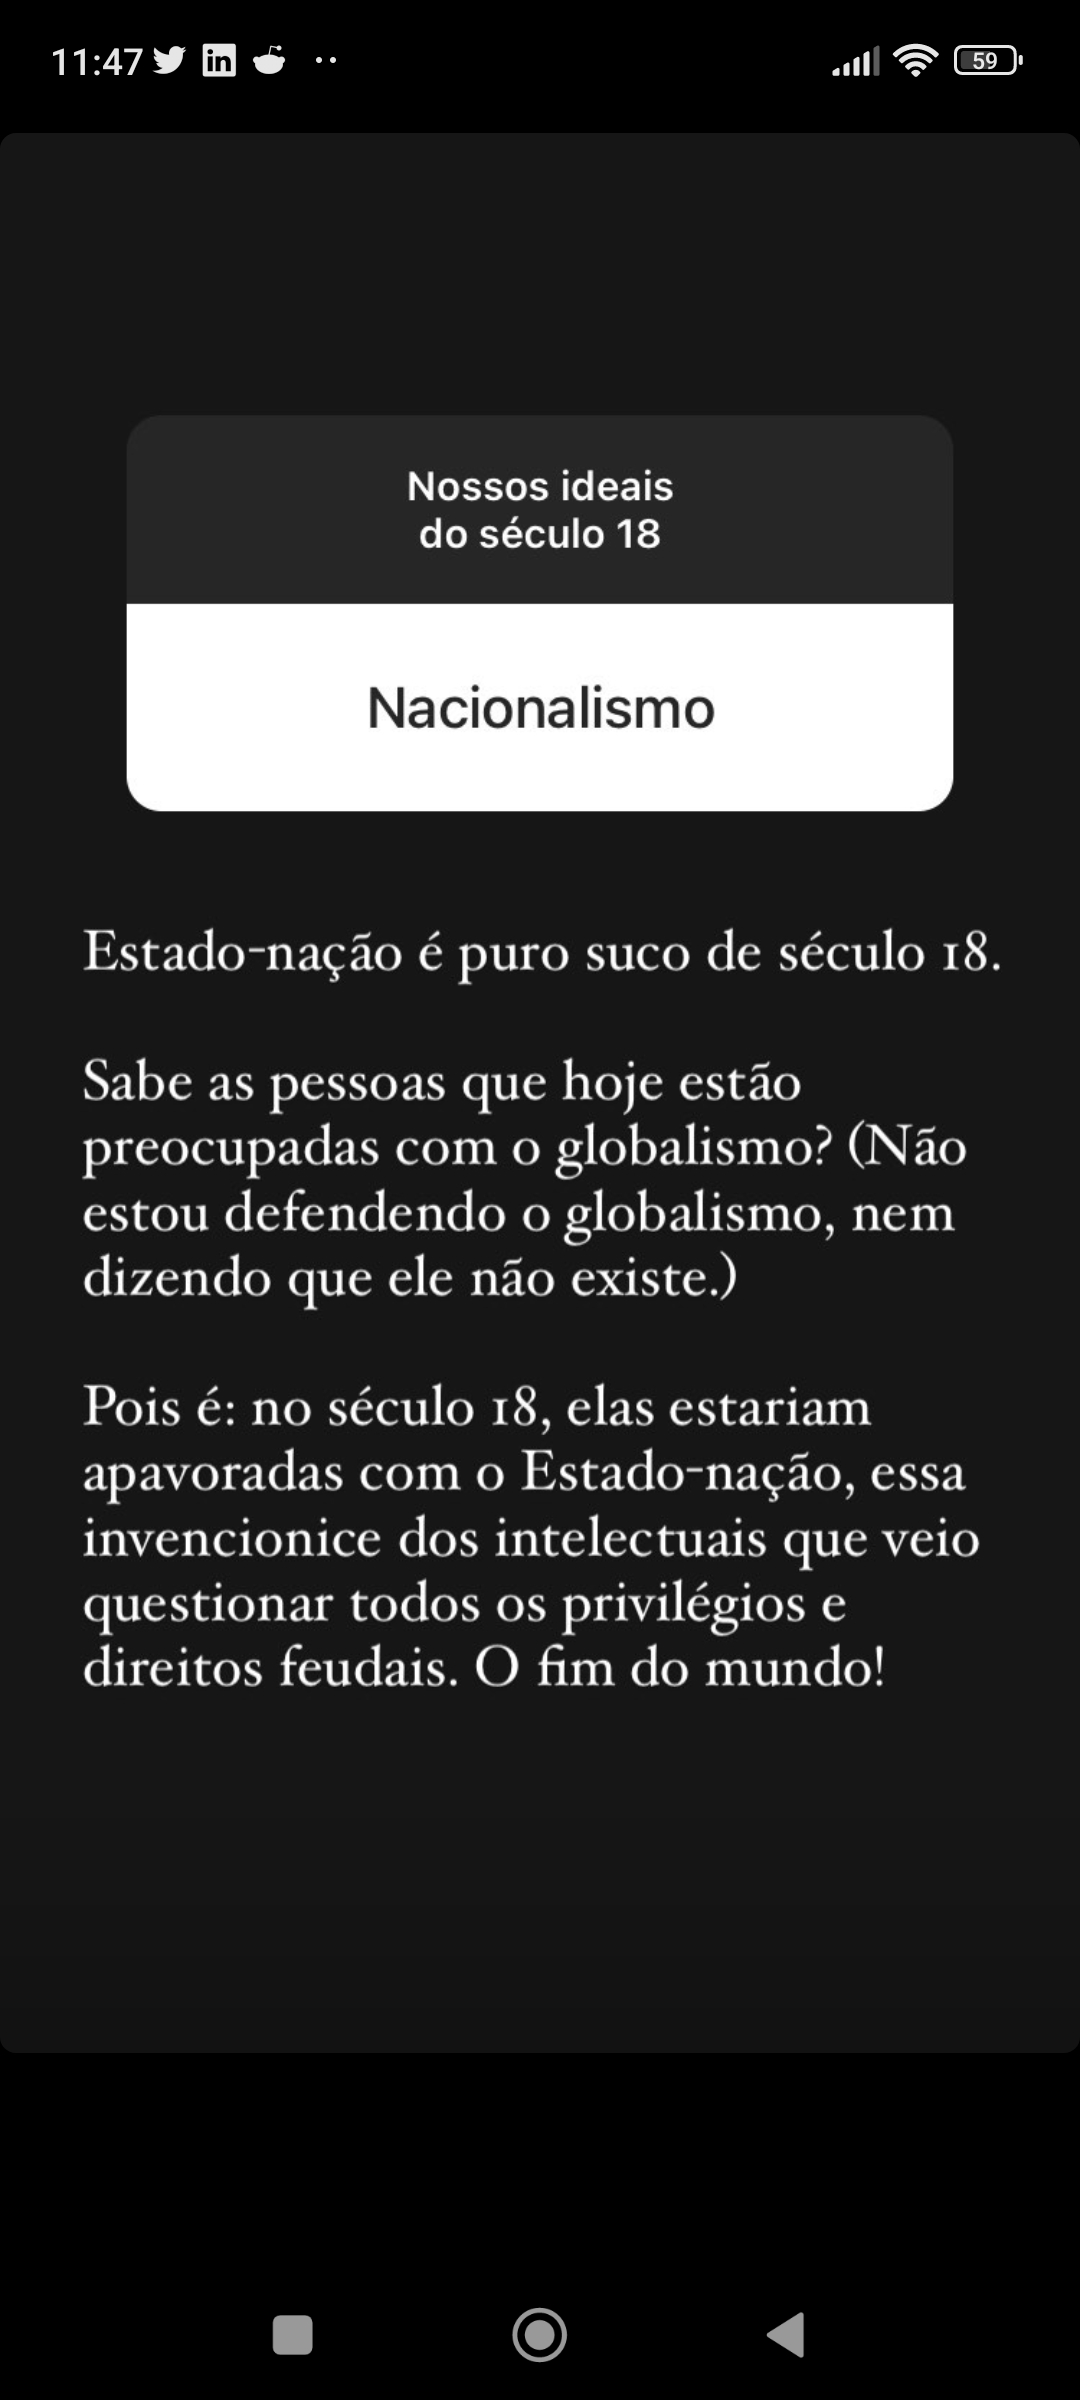 11:47
59
Nossos ideais
do século 18
Nacionalismo
Estado-nação é puro suco de século 18.
Sabe as pessoas que hoje estão
preocupadas com o globalismo? (Não
estou defendendo o globalismo, nem
dizendo que ele não existe.)
Pois é: no século 18, elas estariam
apavoradas com o Estado-nação, essa
invencionice dos intelectuais que veio
questionar todos os privilégios e
direitos feudais. O fim do mundo!